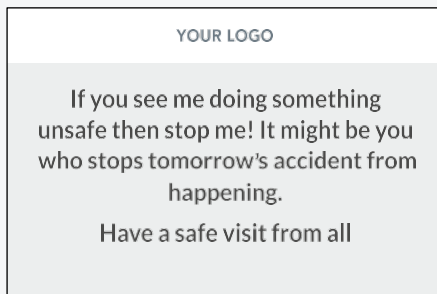 YOUR LOGO
If you see me doing something
unsafe then stop me! It might be you
who stops tomorrow's accident from
happening.
Have a safe visit from all